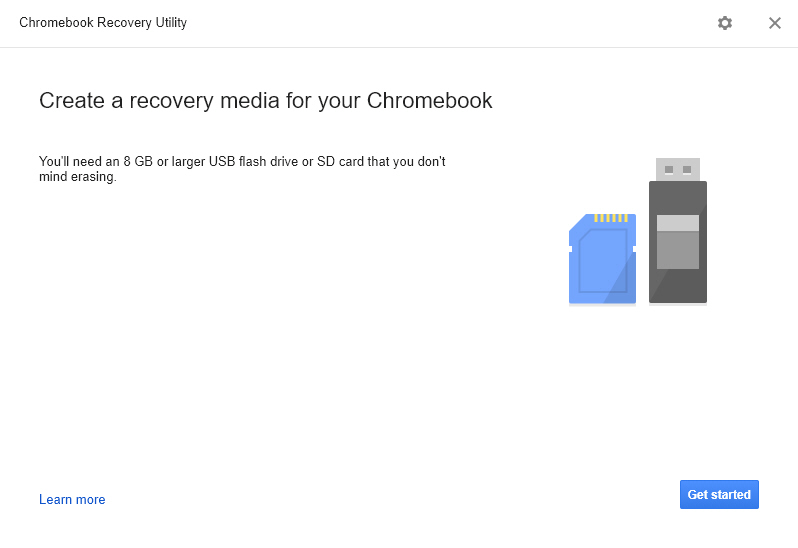 Chromebook Recovery Utility
Create a recovery media for your Chromebook
You'll need an 8 GB or larger USB flash drive or SD card that you don't
mind erasing.
Learn more
Get started